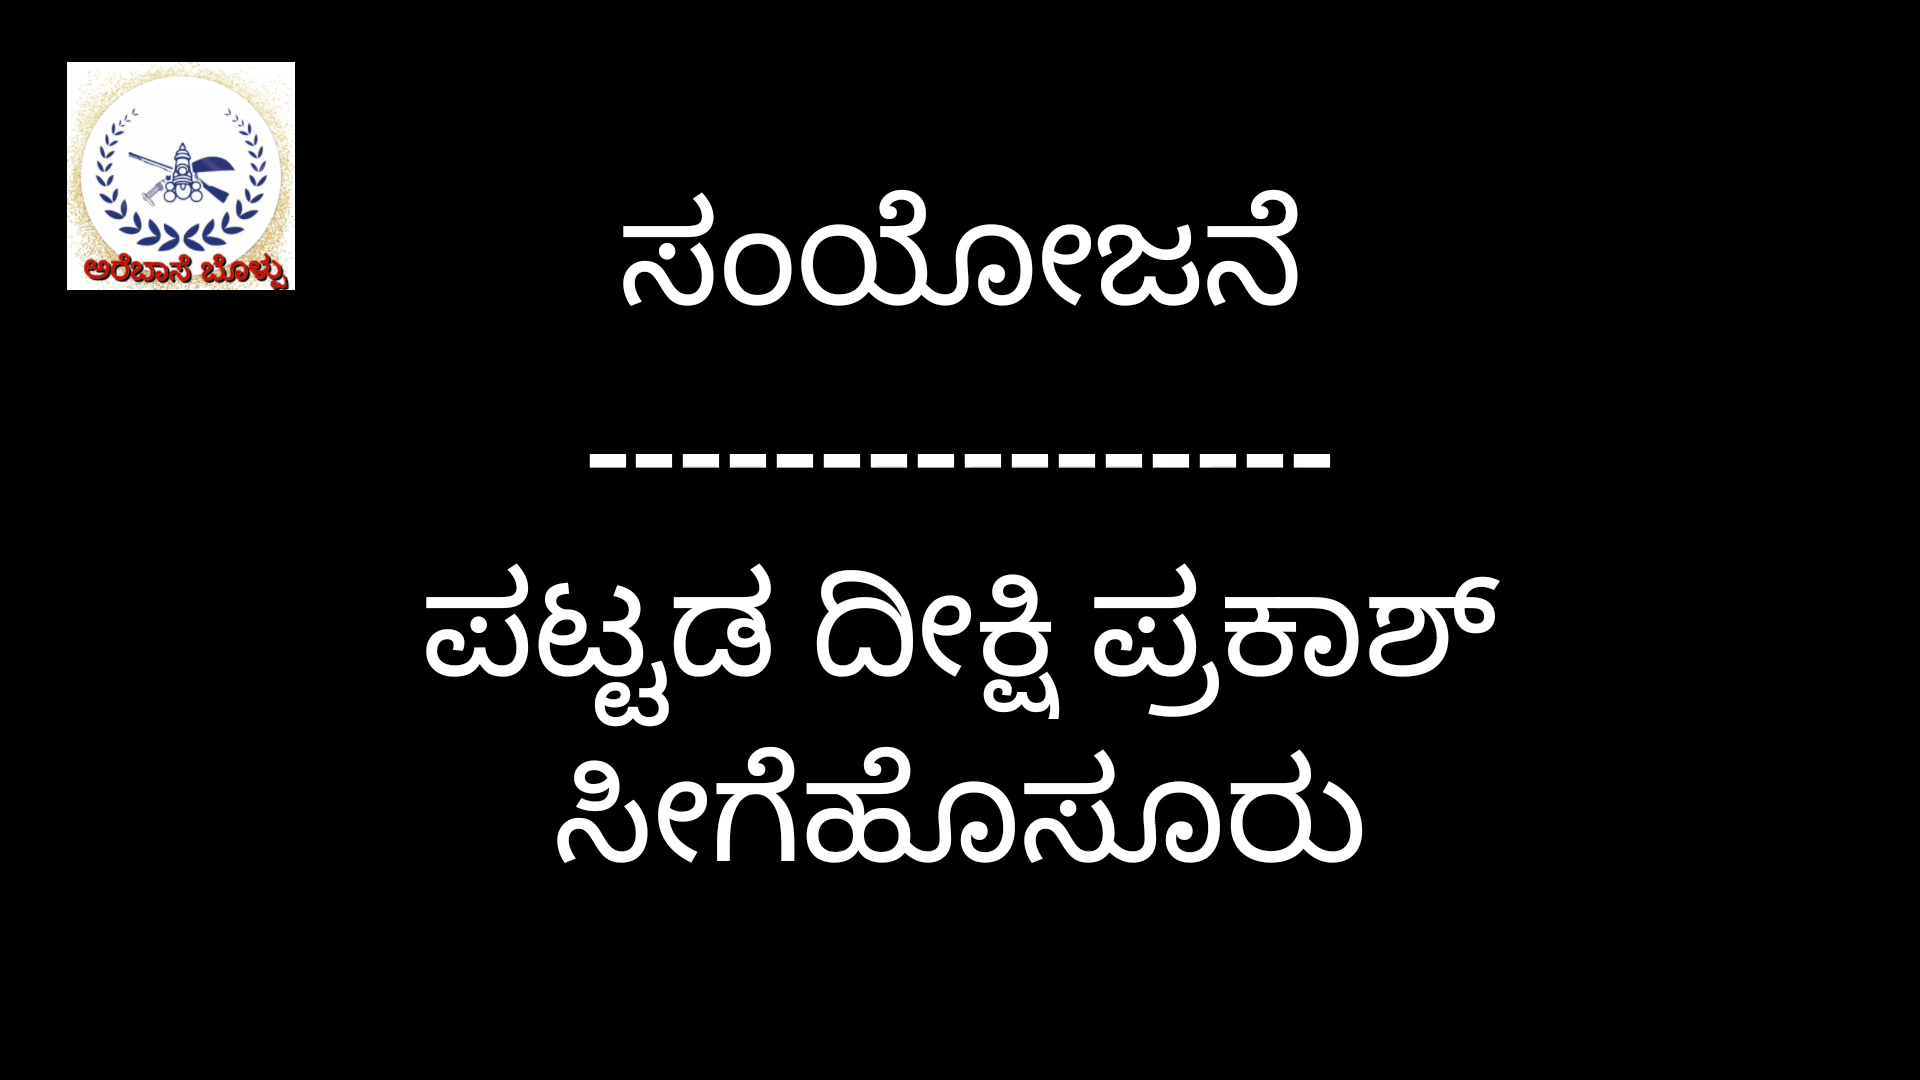 ಅರೆಬಾಸೆ ಬೊಳ್ಪು
ಸಂಯೋಜನೆ
----------------
ಪಟ್ಟಡ ದೀಕ್ಷಿ ಪ್ರಕಾಶ್
ಸೀಗೆಹೊಸೂರು